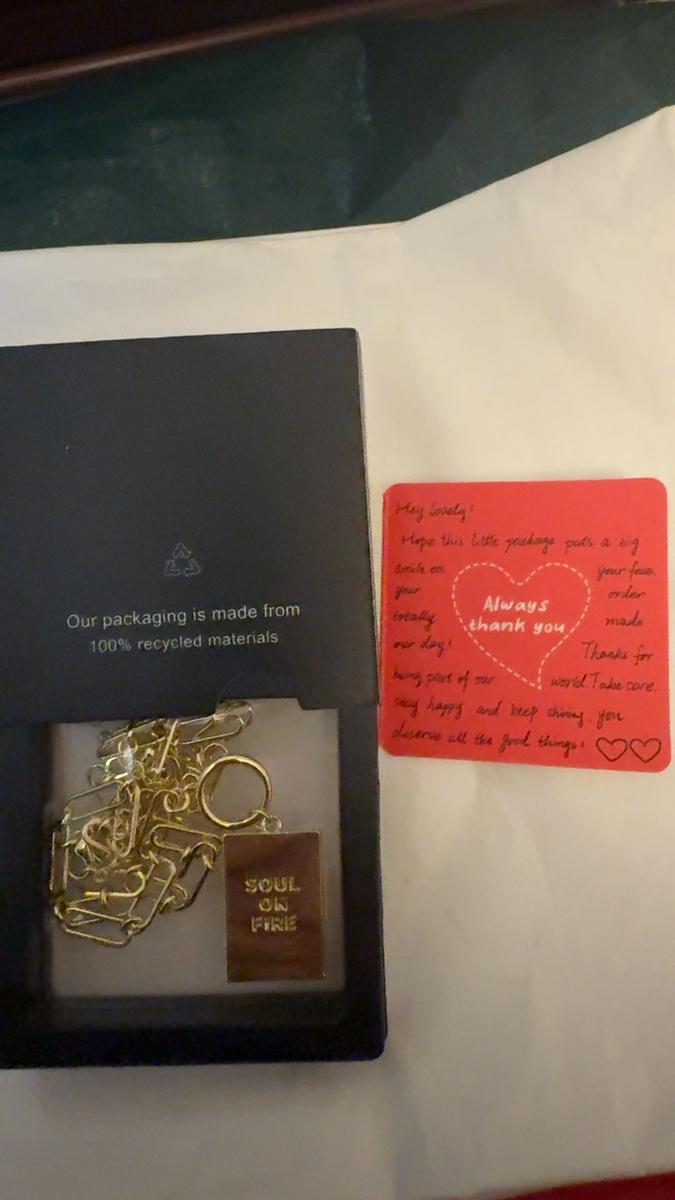 Our packaging is made from
100% recycled materials
SOUL
ON
FIRE
Hey lovely!
Hope this little package puts a big
smile on your face.
your order
totally made
our day! Thanks for
being part of our world. Take care,
stay happy and keep shining. you
deserve all the good things!
Always
thank you